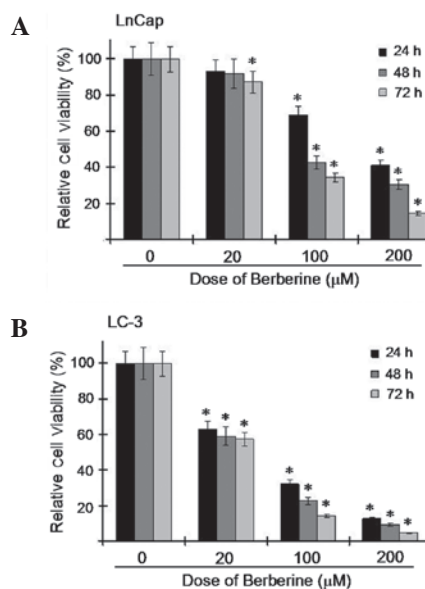 A
LnCap
Relative cell viability (%)
100
80
60
40
20
24 h
48 h
72 h
*
*
*
*
*
*
*
0
20
100
200
Dose of Berberine (μM)
B
LC-3
Relative cell viability (%)
100
80
60
40
20
24 h
48 h
72 h
* * *
*
*
*
* * *
0
20
100
200
Dose of Berberine (μM)